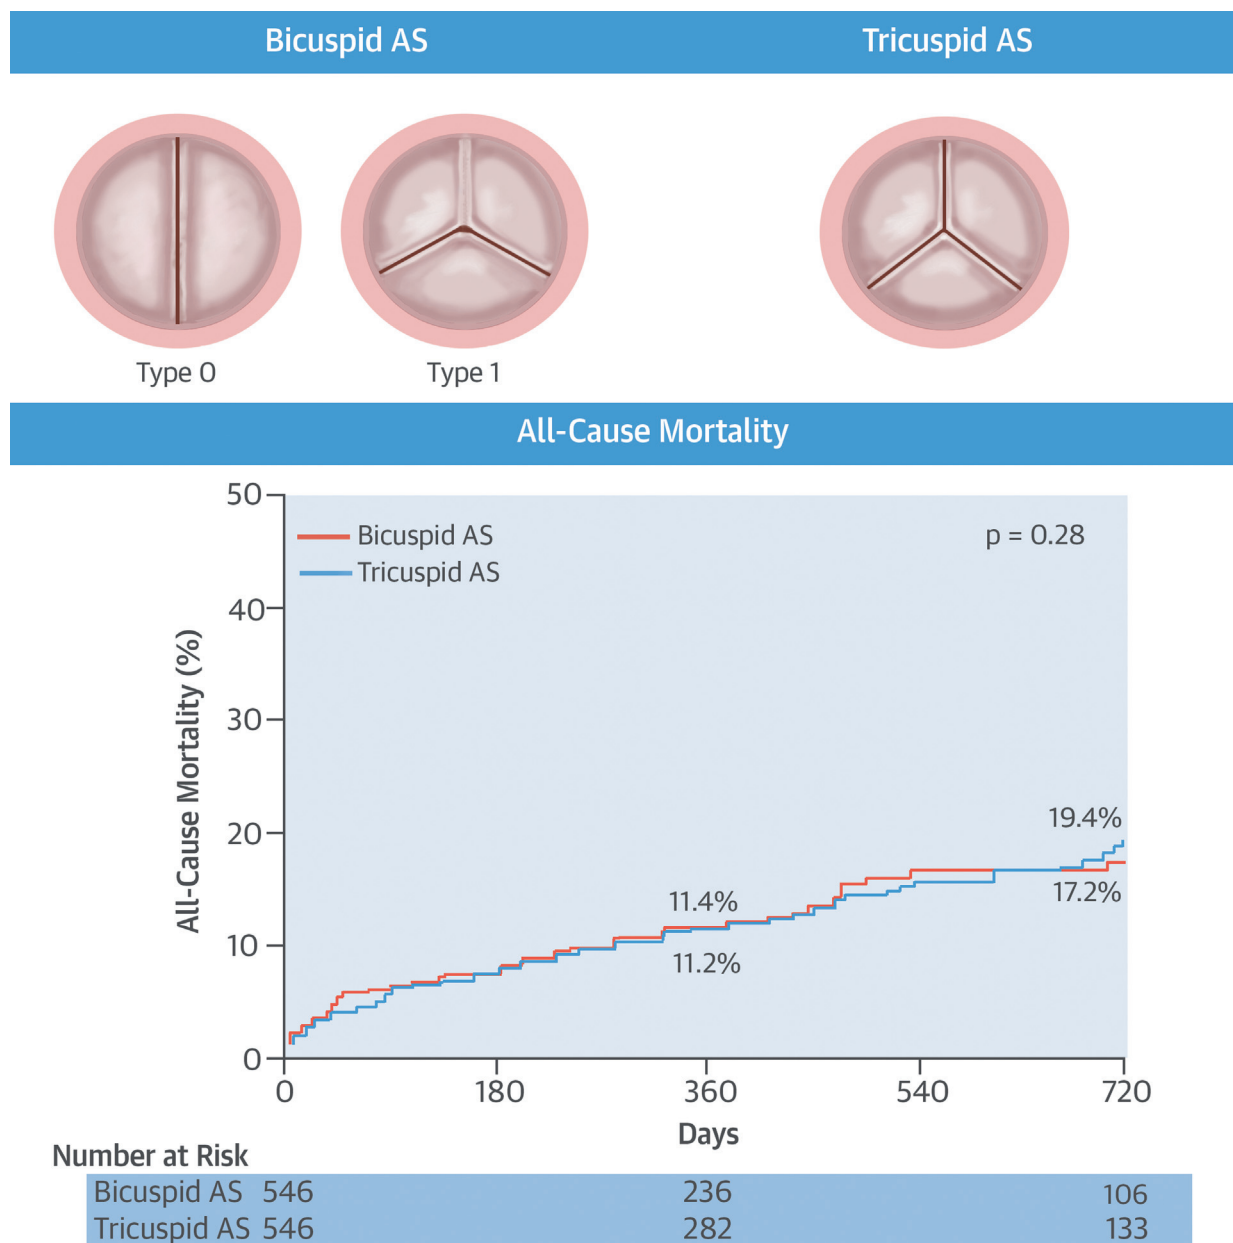 Bicuspid AS Tricuspid AS
Type 0 Type 1
All-Cause Mortality
50
Bicuspid AS p = 0.28
Tricuspid AS
40
All-Cause Mortality (%)
30
20
19.4%
17.2%
11.4%
11.2%
10
0
0 180 360 540 720
Days
Number at Risk
Bicuspid AS 546 236 106
Tricuspid AS 546 282 133